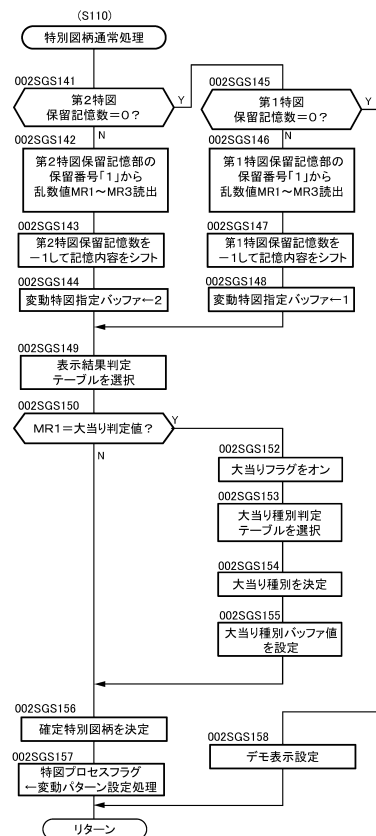 (S110)
特別図柄通常処理
002SGS141
第2特図
保留記憶数=0?
Y
N
002SGS142
第2特図保留記憶部の
保留番号「1」から
乱数値MR1~MR3読出
002SGS143
第2特図保留記憶数を
-1して記憶内容をシフト
002SGS144
変動特図指定バッファ←2
002SGS145
第1特図
保留記憶数=0?
Y
N
002SGS146
第1特図保留記憶部の
保留番号「1」から
乱数値MR1~MR3読出
002SGS147
第1特図保留記憶数を
-1して記憶内容をシフト
002SGS148
変動特図指定バッファ←1
002SGS149
表示結果判定
テーブルを選択
002SGS150
MR1=大当り判定値?
Y
N
002SGS152
大当りフラグをオン
002SGS153
大当り種別判定
テーブルを選択
002SGS154
大当り種別を決定
002SGS155
大当り種別バッファ値
を設定
002SGS156
確定特別図柄を決定
002SGS157
特図プロセスフラグ
←変動パターン設定処理
002SGS158
デモ表示設定
リターン